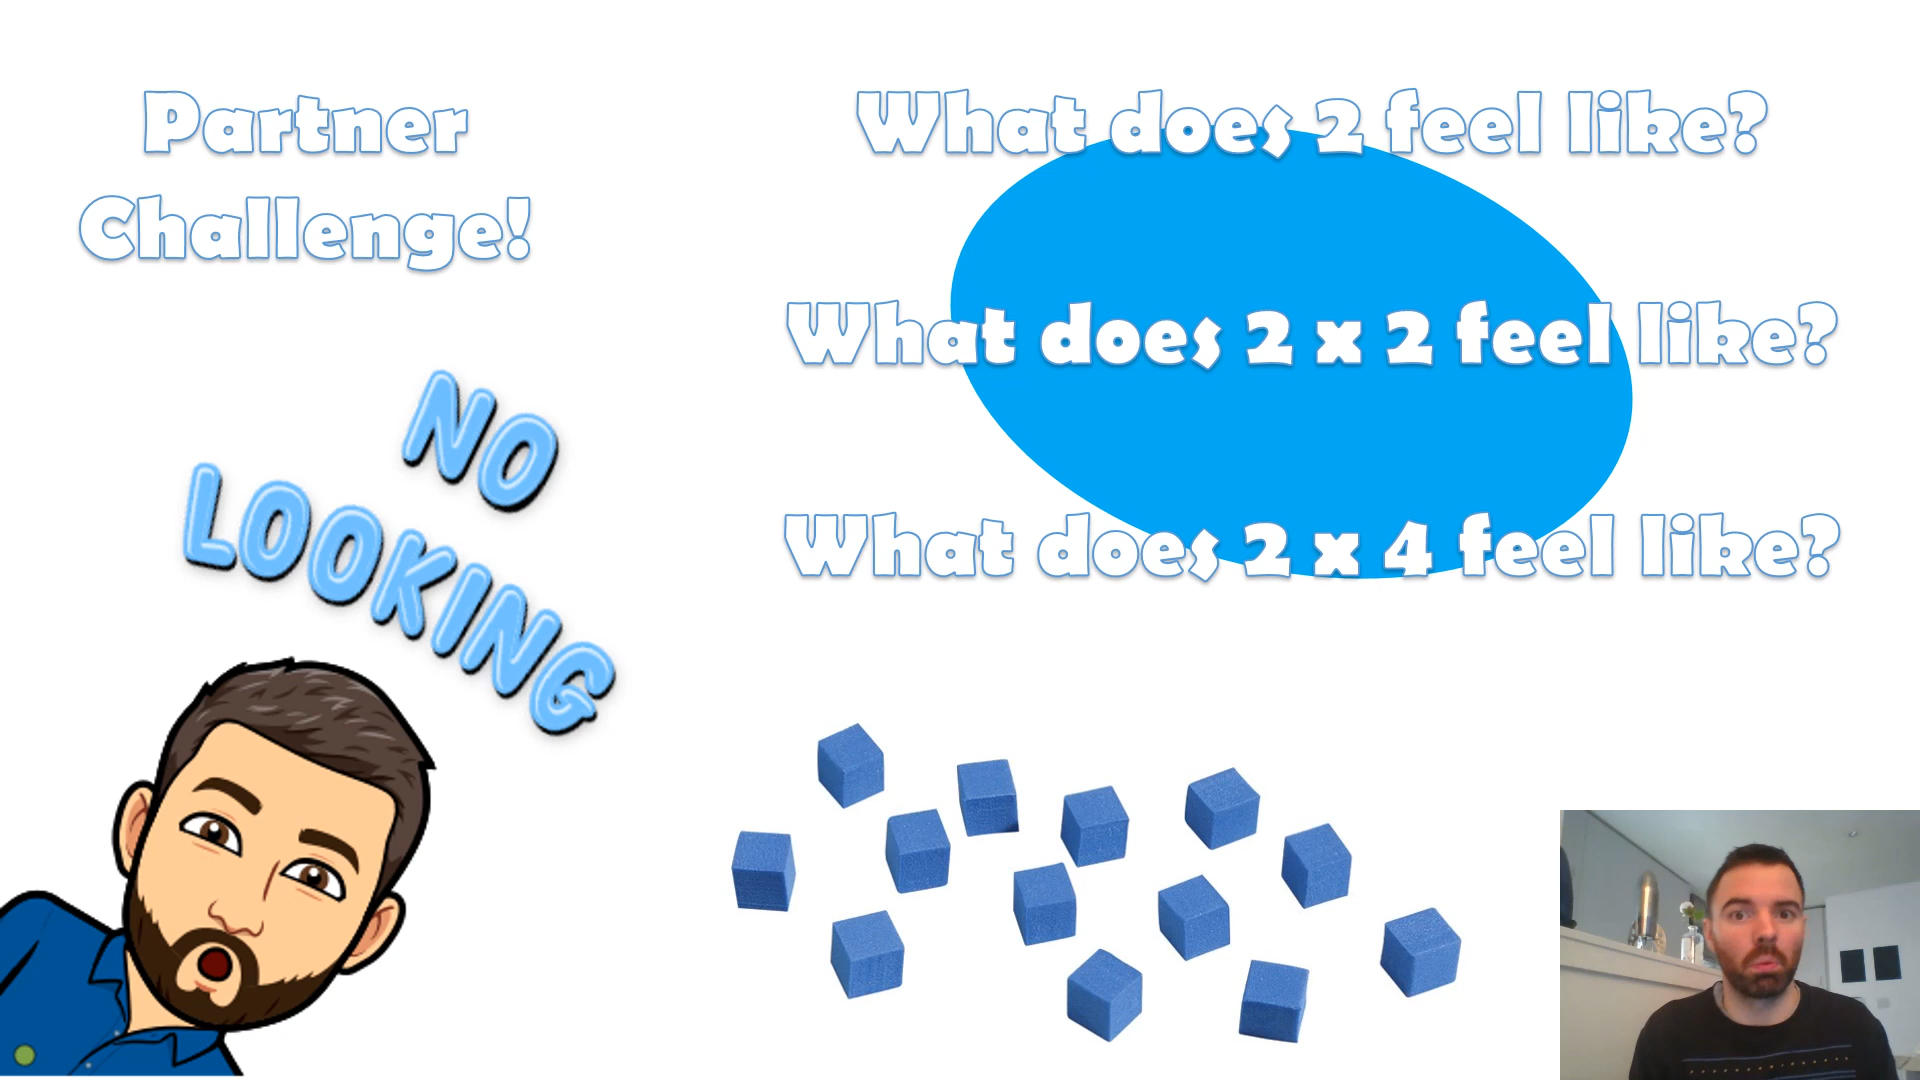 Partner
Challenge!
What does 2 feel like?
What does 2 x 2 feel like?
What does 2 x 4 feel like?
NO
LOOKING